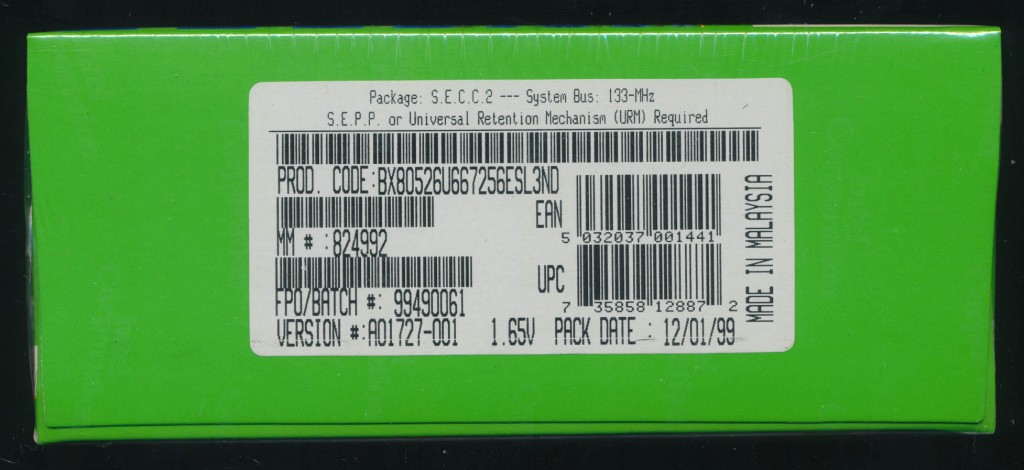 Package: S.E.C.C.2 --- System Bus: 133-MHz
S.E.P.P. or Universal Retention Mechanism (URM) Required
PROD. CODE:BX80526U667256ESL3ND
EAN
5 032037 001441
MM # :824992
UPC
7 35858 12887 2
FPO/BATCH #: 99490061
VERSION #:A01727-001 1.65V PACK DATE : 12/01/99
MADE IN MALAYSIA